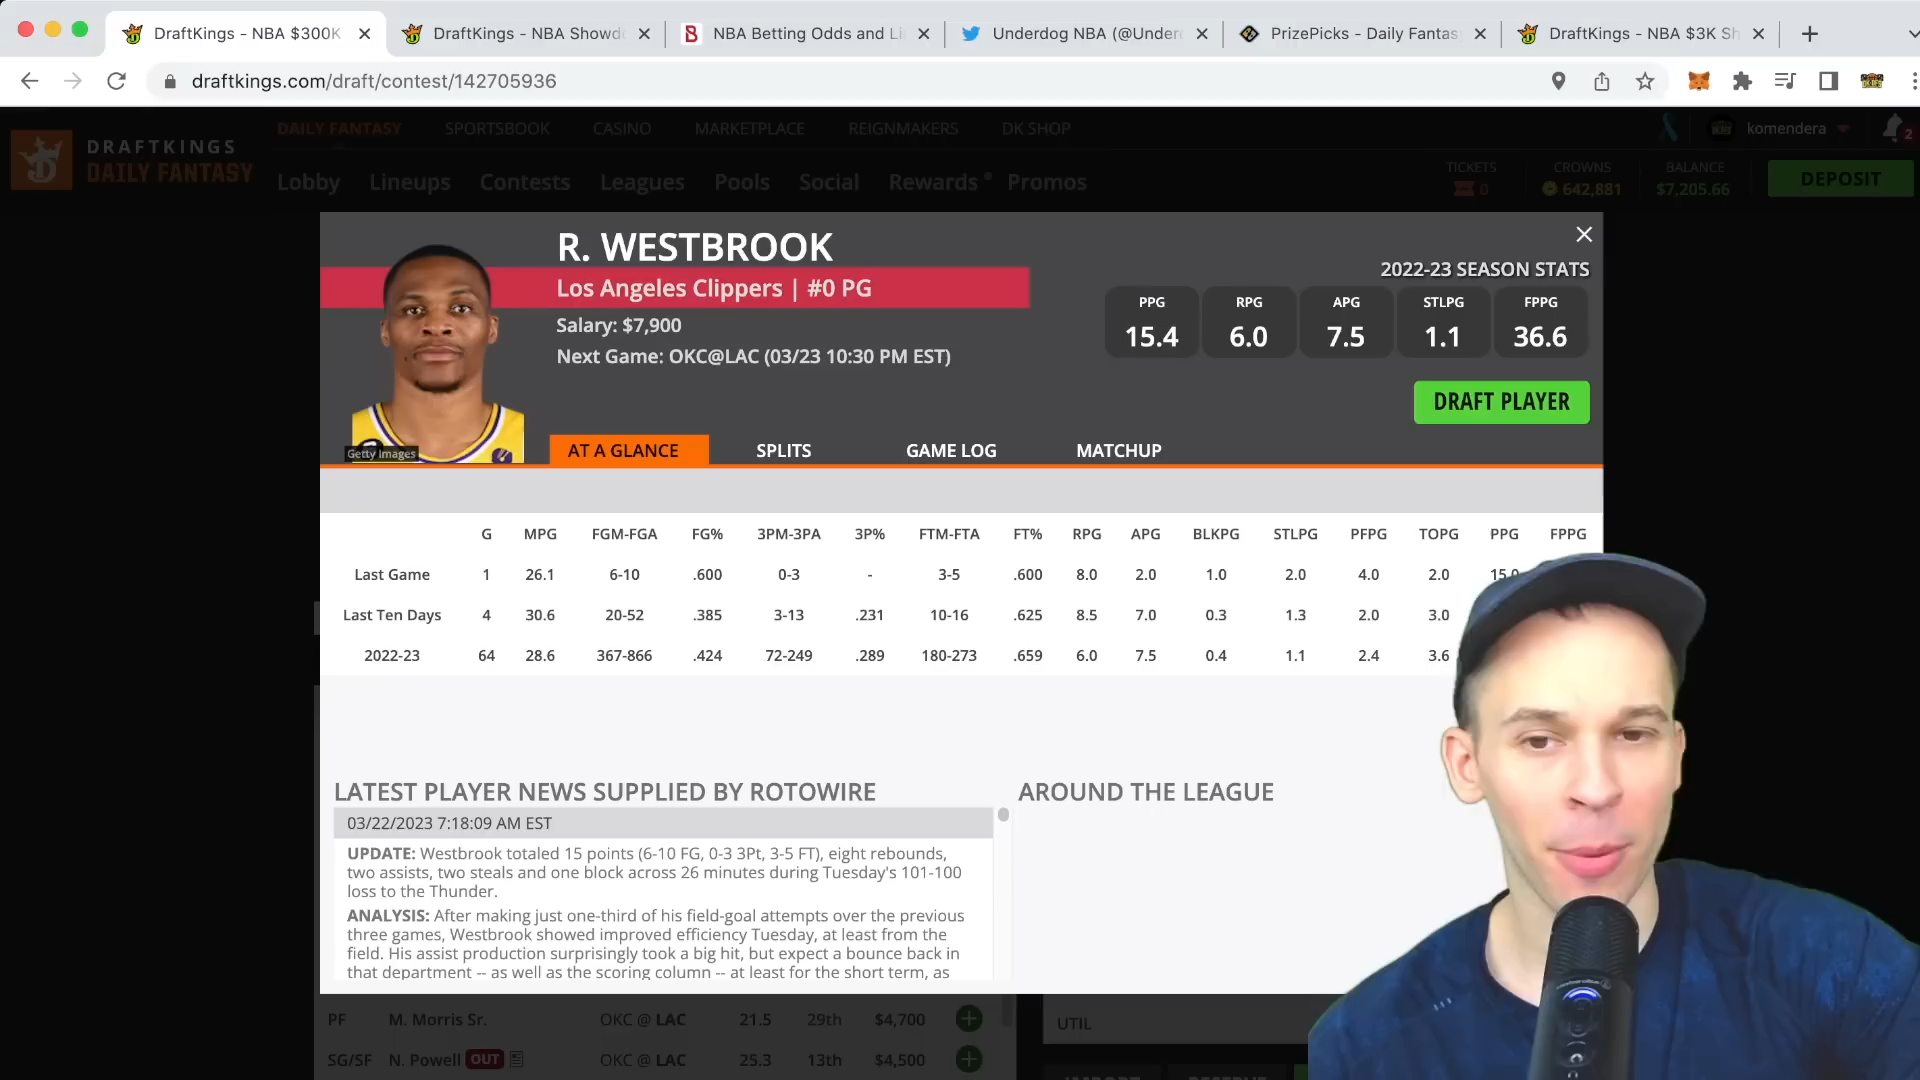 DraftKings - NBA $300K
DraftKings - NBA Showd
NBA Betting Odds and Li
Underdog NBA (@Under
PrizePicks - Daily Fantas
DraftKings - NBA $3K Sh
draftkings.com/draft/contest/142705936
DRAFTKINGS
DAILY FANTASY
DAILY FANTASY
SPORTSBOOK
CASINO
MARKETPLACE
REIGNMAKERS
DK SHOP
komendera
2
Lobby
Lineups
Contests
Leagues
Pools
Social
Rewards
Promos
TICKETS
0
CROWNS
642,881
BALANCE
$7,205.66
DEPOSIT
R. WESTBROOK
Los Angeles Clippers | #0 PG
Salary: $7,900
Next Game: OKC@LAC (03/23 10:30 PM EST)
Getty Images
2022-23 SEASON STATS
PPG RPG APG STLPG FPPG
15.4 6.0 7.5 1.1 36.6
DRAFT PLAYER
AT A GLANCE
SPLITS
GAME LOG
MATCHUP
G MPG FGM-FGA FG% 3PM-3PA 3P% FTM-FTA FT% RPG APG BLKPG STLPG PFPG TOPG PPG FPPG
Last Game 1 26.1 6-10 .600 0-3 - 3-5 .600 8.0 2.0 1.0 2.0 4.0 2.0 15.0
Last Ten Days 4 30.6 20-52 .385 3-13 .231 10-16 .625 8.5 7.0 0.3 1.3 2.0 3.0
2022-23 64 28.6 367-866 .424 72-249 .289 180-273 .659 6.0 7.5 0.4 1.1 2.4 3.6
LATEST PLAYER NEWS SUPPLIED BY ROTOWIRE
03/22/2023 7:18:09 AM EST
UPDATE: Westbrook totaled 15 points (6-10 FG, 0-3 3Pt, 3-5 FT), eight rebounds,
two assists, two steals and one block across 26 minutes during Tuesday's 101-100
loss to the Thunder.
ANALYSIS: After making just one-third of his field-goal attempts over the previous
three games, Westbrook showed improved efficiency Tuesday, at least from the
field. His assist production surprisingly took a big hit, but expect a bounce back in
that department -- as well as the scoring column -- at least for the short term, as
AROUND THE LEAGUE
PF M. Morris Sr. OKC @ LAC 21.5 29th $4,700
SG/SF N. Powell OUT OKC @ LAC 25.3 13th $4,500
UTIL